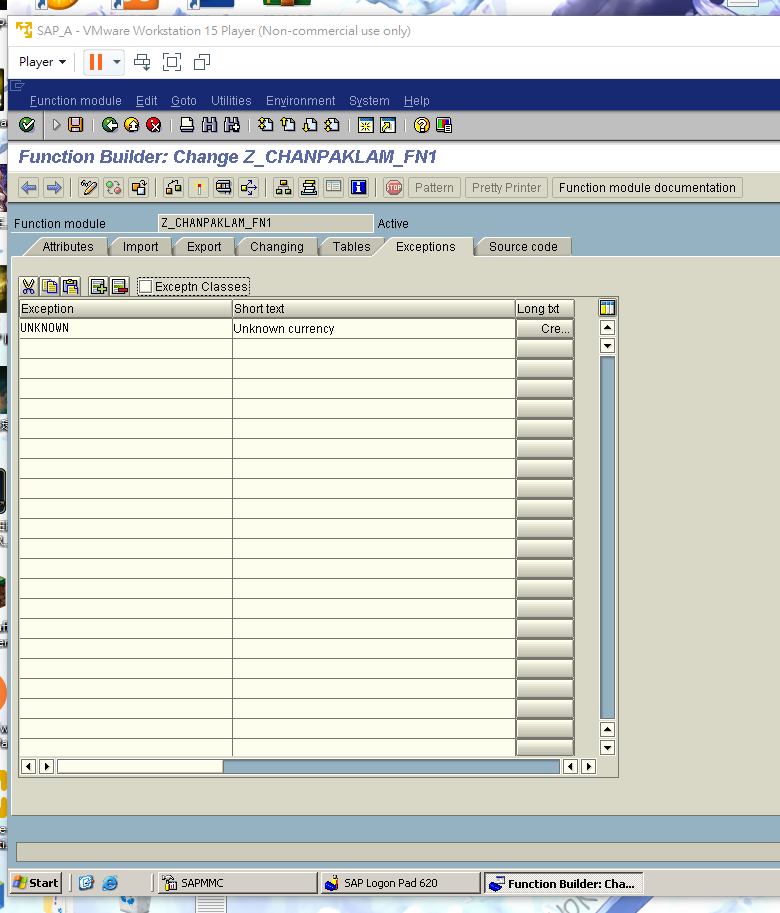 SAP_A - VMware Workstation 15 Player (Non-commercial use only)
Player
Function module Edit Goto Utilities Environment System Help
Function Builder: Change Z_CHANPAKLAM_FN1
STOP Pattern Pretty Printer Function module documentation
Function module Z_CHANPAKLAM_FN1 Active
Attributes Import Export Changing Tables Exceptions Source code
Exceptn Classes
Exception Short text Long txt
UNKNOWN Unknown currency Cre...
Start SAPMMC SAP Logon Pad 620 Function Builder: Cha...